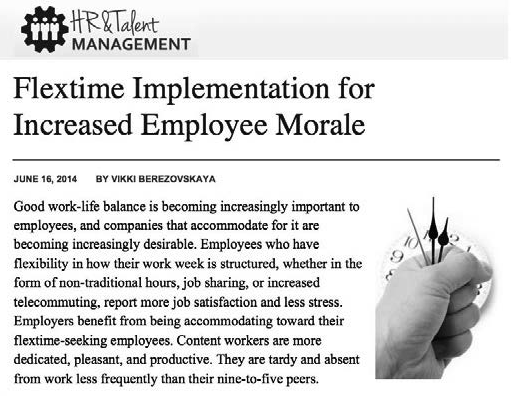 HR & Talent
MANAGEMENT
Flextime Implementation for
Increased Employee Morale
JUNE 16, 2014 BY VIKKI BEREZOVSKAYA
Good work-life balance is becoming increasingly important to
employees, and companies that accommodate for it are
becoming increasingly desirable. Employees who have
flexibility in how their work week is structured, whether in the
form of non-traditional hours, job sharing, or increased
telecommuting, report more job satisfaction and less stress.
Employers benefit from being accommodating toward their
flextime-seeking employees. Content workers are more
dedicated, pleasant, and productive. They are tardy and absent
from work less frequently than their nine-to-five peers.
10
9
8
2